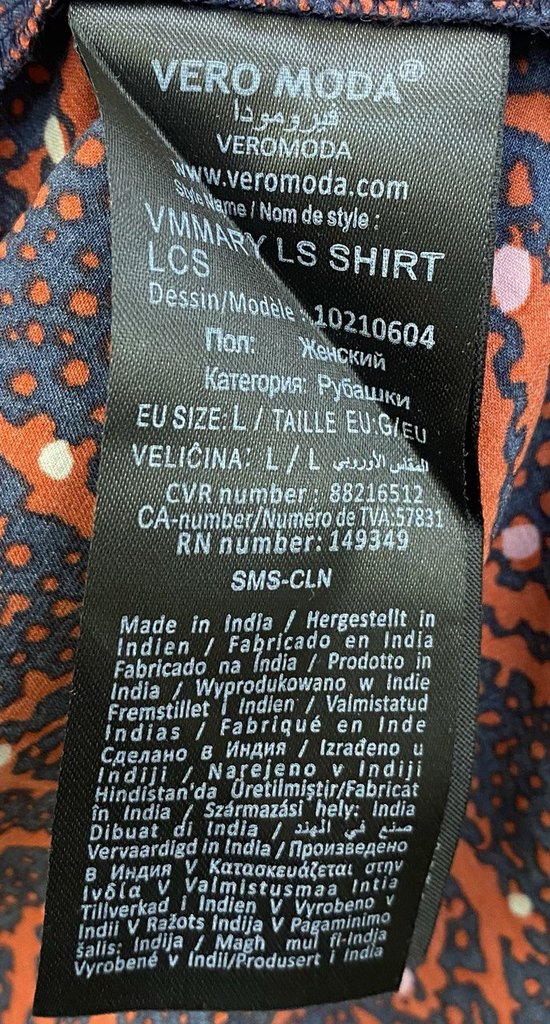 VERO MODA®
فيرومودا
VEROMODA
www.veromoda.com
Style Name / Nom de style :
VMMARY LS SHIRT
LCS
Dessin/Modèle : 10210604
Пол: Женский
Категория: Рубашки
EU SIZE: L / TAILLE EU:G/EU
VELIČINA: L / L المقاس الأوروبي
CVR number : 88216512
CA-number/Numéro de TVA:57831
RN number: 149349
SMS-CLN
Made in India / Hergestellt in
Indien / Fabricado en India
Fabricado na Índia / Prodotto in
India / Wyprodukowano w Indie
Fremstillet i Indien / Valmistatud
Indias / Fabriqué en Inde
Сделано в Индия / Izrađeno u
Indiji / Narejeno v Indiji
Hindistan'da Üretilmiştir/Fabricat
în India / Származási hely: India
Dibuat di India / صنع في الهند
Vervaardigd in India/Произведено
в Индия V Κατασκευάζεται στην
Ινδία V Valmistusmaa Intia
Tillverkad i Indien V Vyrobeno v
Indii V Ražots Indija V Pagaminimo
šalis: Indija / Magħ mul fl-Indja
Vyrobené v Indii/Produsert i India